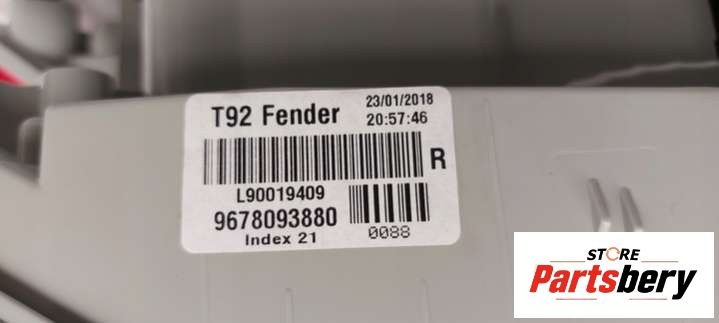 T92 Fender 23/01/2018
20:57:46
R
L90019409
9678093880
Index 21 0088
STORE
Partsbery